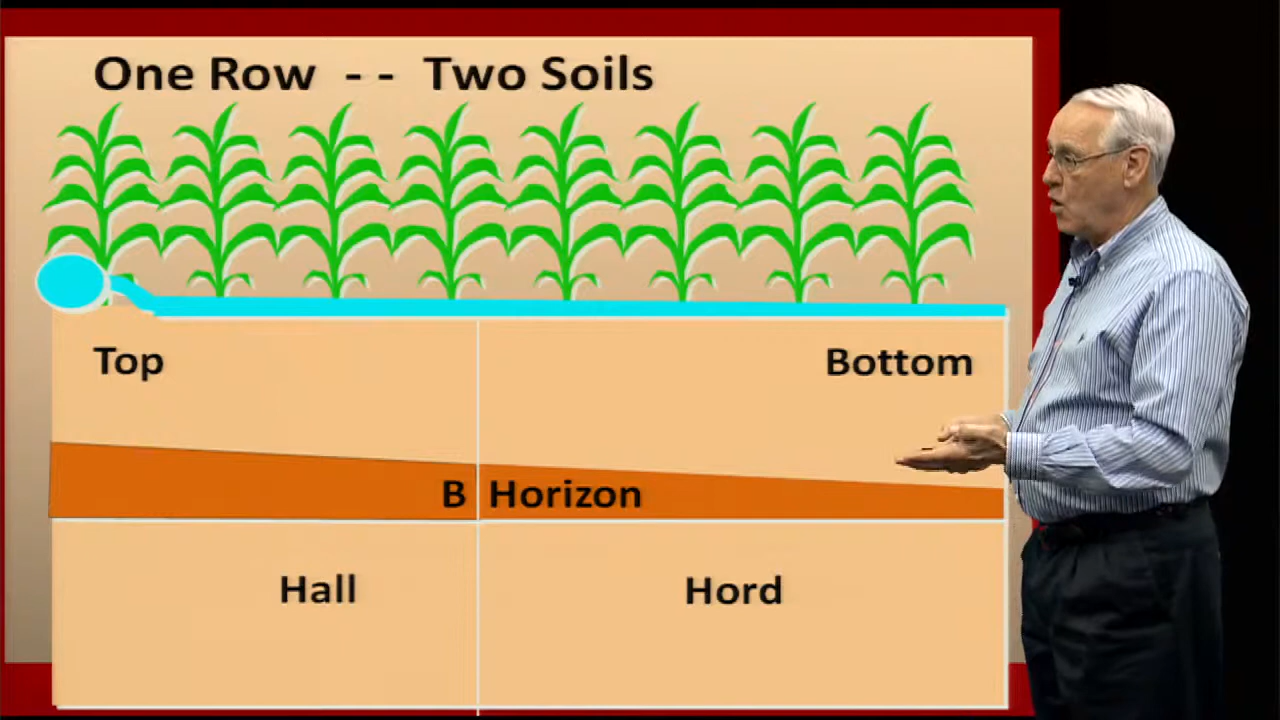 One Row - - Two Soils
Top
Bottom
B Horizon
Hall
Hord